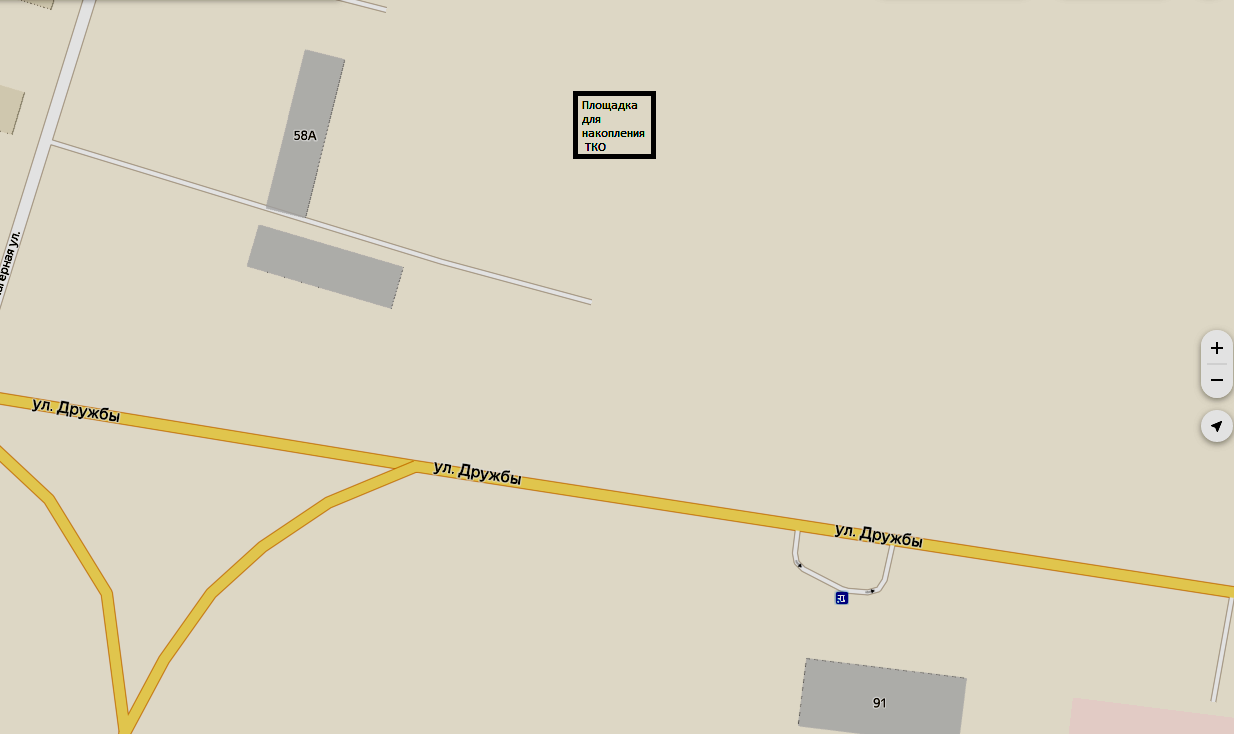 Площадка
для
накопления
ТКО
58А
ул. Дружбы
ул. Дружбы
ул. Дружбы
91